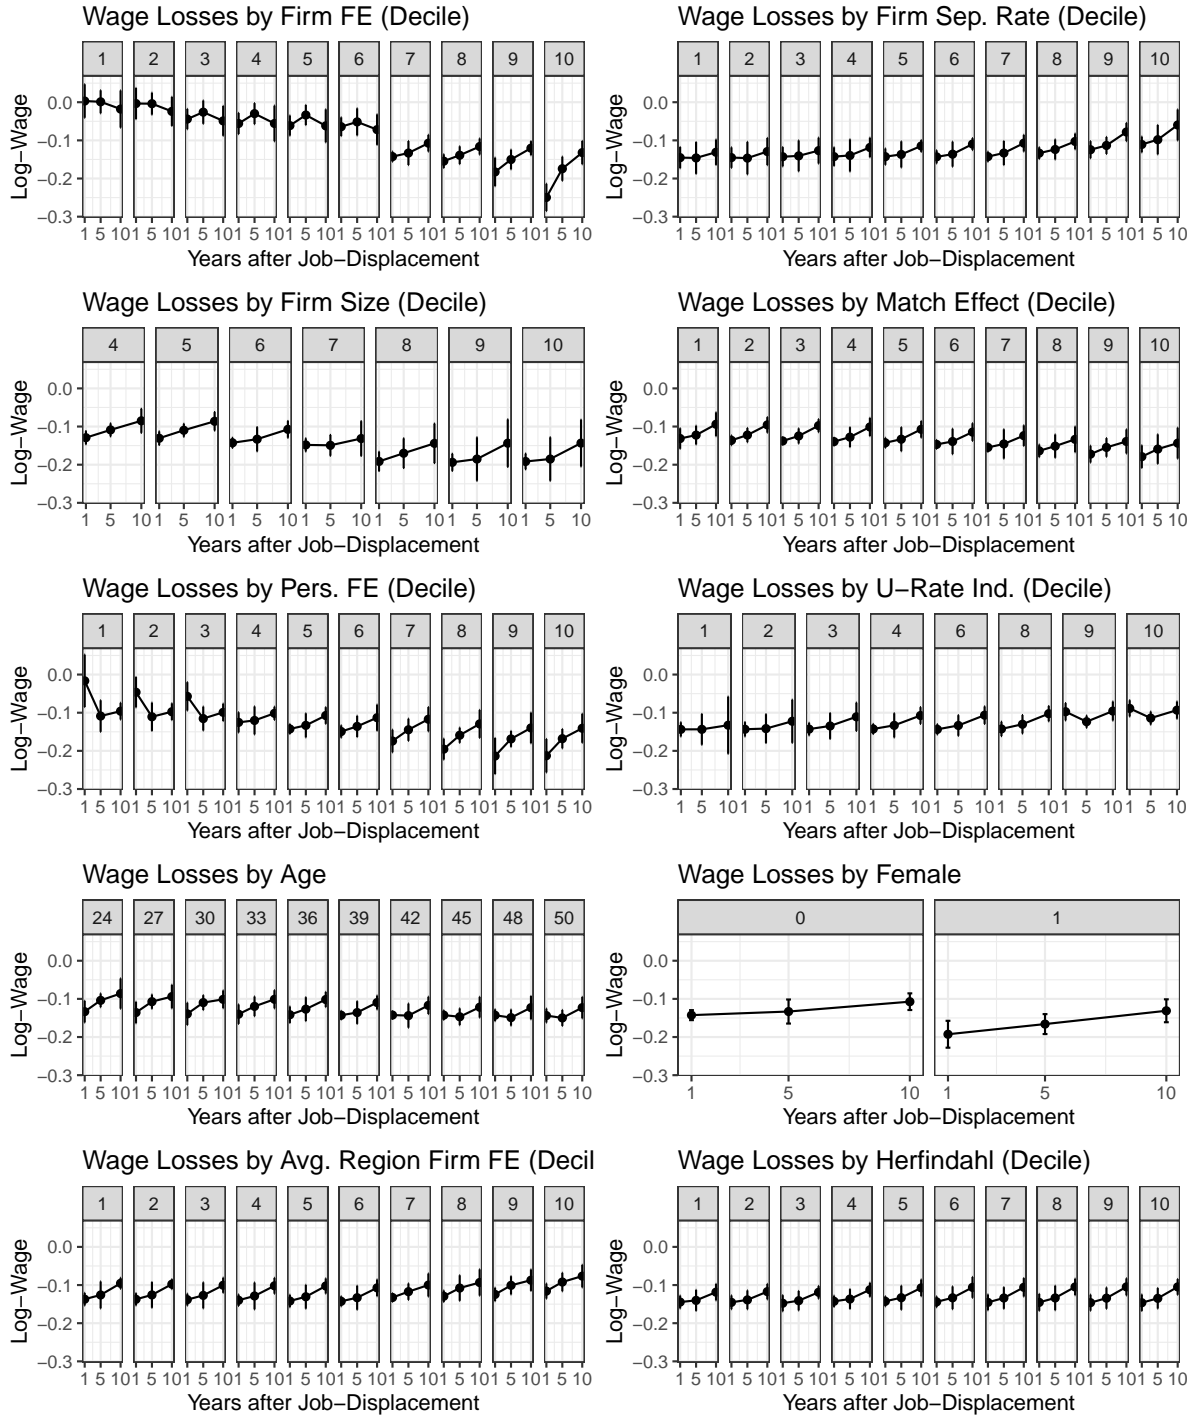 Wage Losses by Firm FE (Decile)
1 2 3 4 5 6 7 8 9 10
Log−Wage
0.0
−0.1
−0.2
−0.3
1 5 101 5 101 5 101 5 101 5 101 5 101 5 101 5 101 5 101 5 10
Years after Job−Displacement
Wage Losses by Firm Sep. Rate (Decile)
1 2 3 4 5 6 7 8 9 10
Log−Wage
0.0
−0.1
−0.2
−0.3
1 5 101 5 101 5 101 5 101 5 101 5 101 5 101 5 101 5 101 5 10
Years after Job−Displacement
Wage Losses by Firm Size (Decile)
4 5 6 7 8 9 10
Log−Wage
0.0
−0.1
−0.2
−0.3
1 5 101 5 101 5 101 5 101 5 101 5 101 5 10
Years after Job−Displacement
Wage Losses by Match Effect (Decile)
1 2 3 4 5 6 7 8 9 10
Log−Wage
0.0
−0.1
−0.2
−0.3
1 5 101 5 101 5 101 5 101 5 101 5 101 5 101 5 101 5 101 5 10
Years after Job−Displacement
Wage Losses by Pers. FE (Decile)
1 2 3 4 5 6 7 8 9 10
Log−Wage
0.0
−0.1
−0.2
−0.3
1 5 101 5 101 5 101 5 101 5 101 5 101 5 101 5 101 5 101 5 10
Years after Job−Displacement
Wage Losses by U−Rate Ind. (Decile)
1 2 3 4 6 8 9 10
Log−Wage
0.0
−0.1
−0.2
−0.3
1 5 101 5 101 5 101 5 101 5 101 5 101 5 101 5 10
Years after Job−Displacement
Wage Losses by Age
24 27 30 33 36 39 42 45 48 50
Log−Wage
0.0
−0.1
−0.2
−0.3
1 5 101 5 101 5 101 5 101 5 101 5 101 5 101 5 101 5 101 5 10
Years after Job−Displacement
Wage Losses by Female
0 1
Log−Wage
0.0
−0.1
−0.2
−0.3
1 5 10 1 5 10
Years after Job−Displacement
Wage Losses by Avg. Region Firm FE (Decil
1 2 3 4 5 6 7 8 9 10
Log−Wage
0.0
−0.1
−0.2
−0.3
1 5 101 5 101 5 101 5 101 5 101 5 101 5 101 5 101 5 101 5 10
Years after Job−Displacement
Wage Losses by Herfindahl (Decile)
1 2 3 4 5 6 7 8 9 10
Log−Wage
0.0
−0.1
−0.2
−0.3
1 5 101 5 101 5 101 5 101 5 101 5 101 5 101 5 101 5 101 5 10
Years after Job−Displacement